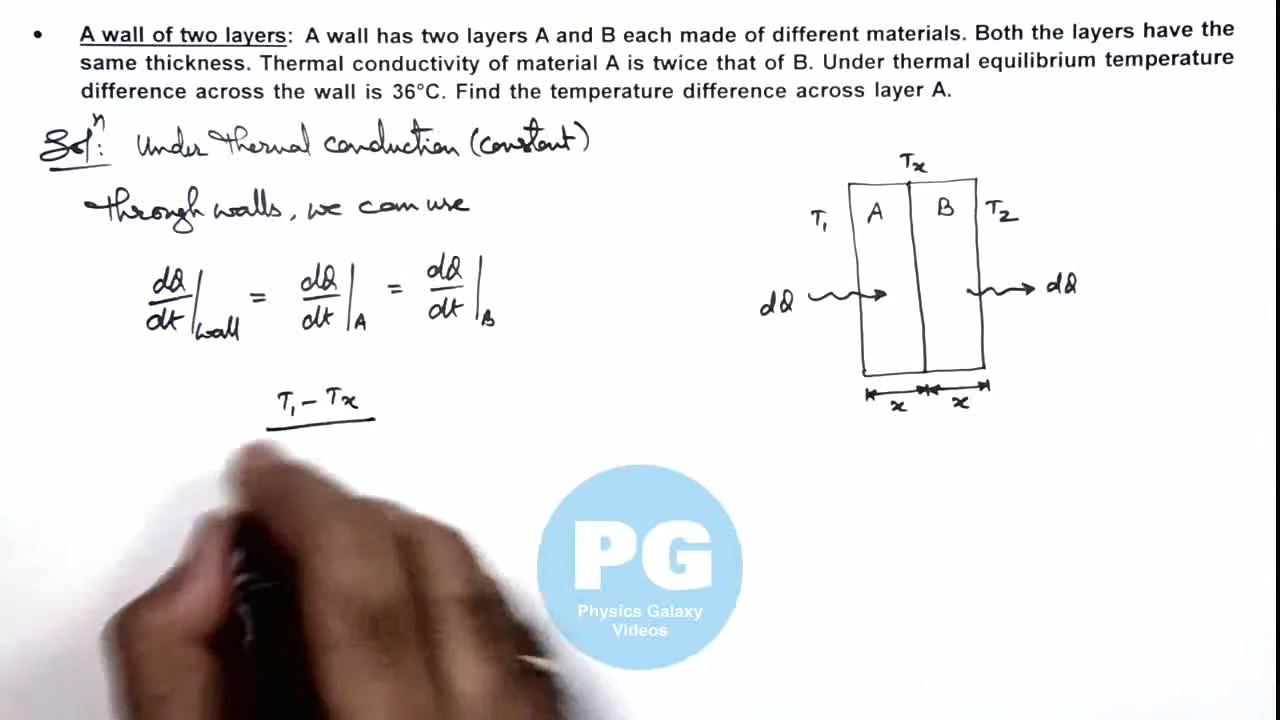 • A wall of two layers: A wall has two layers A and B each made of different materials. Both the layers have the
same thickness. Thermal conductivity of material A is twice that of B. Under thermal equilibrium temperature
difference across the wall is 36°C. Find the temperature difference across layer A.
Solⁿ: Under thermal conduction (constant)
through walls, we can use
dQ/dt|wall = dQ/dt|A = dQ/dt|B
T₁ - Tx
Tx
T₁ A B T₂
dQ dQ
x x
PG
Physics Galaxy
Videos